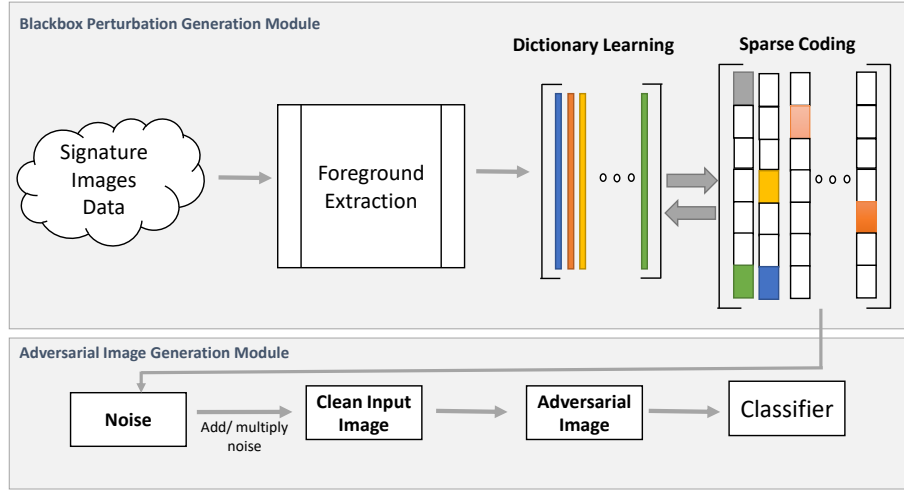 Blackbox Perturbation Generation Module
Dictionary Learning
Sparse Coding
Signature
Images
Data
Foreground
Extraction
Adversarial Image Generation Module
Noise
Add/ multiply
noise
Clean Input
Image
Adversarial
Image
Classifier